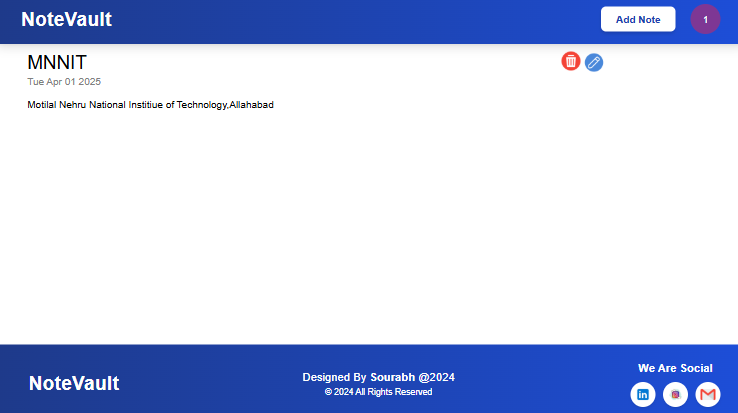 NoteVault
Add Note
1
MNNIT
Tue Apr 01 2025
Motilal Nehru National Institiue of Technology,Allahabad
NoteVault
Designed By Sourabh @2024
© 2024 All Rights Reserved
We Are Social
in